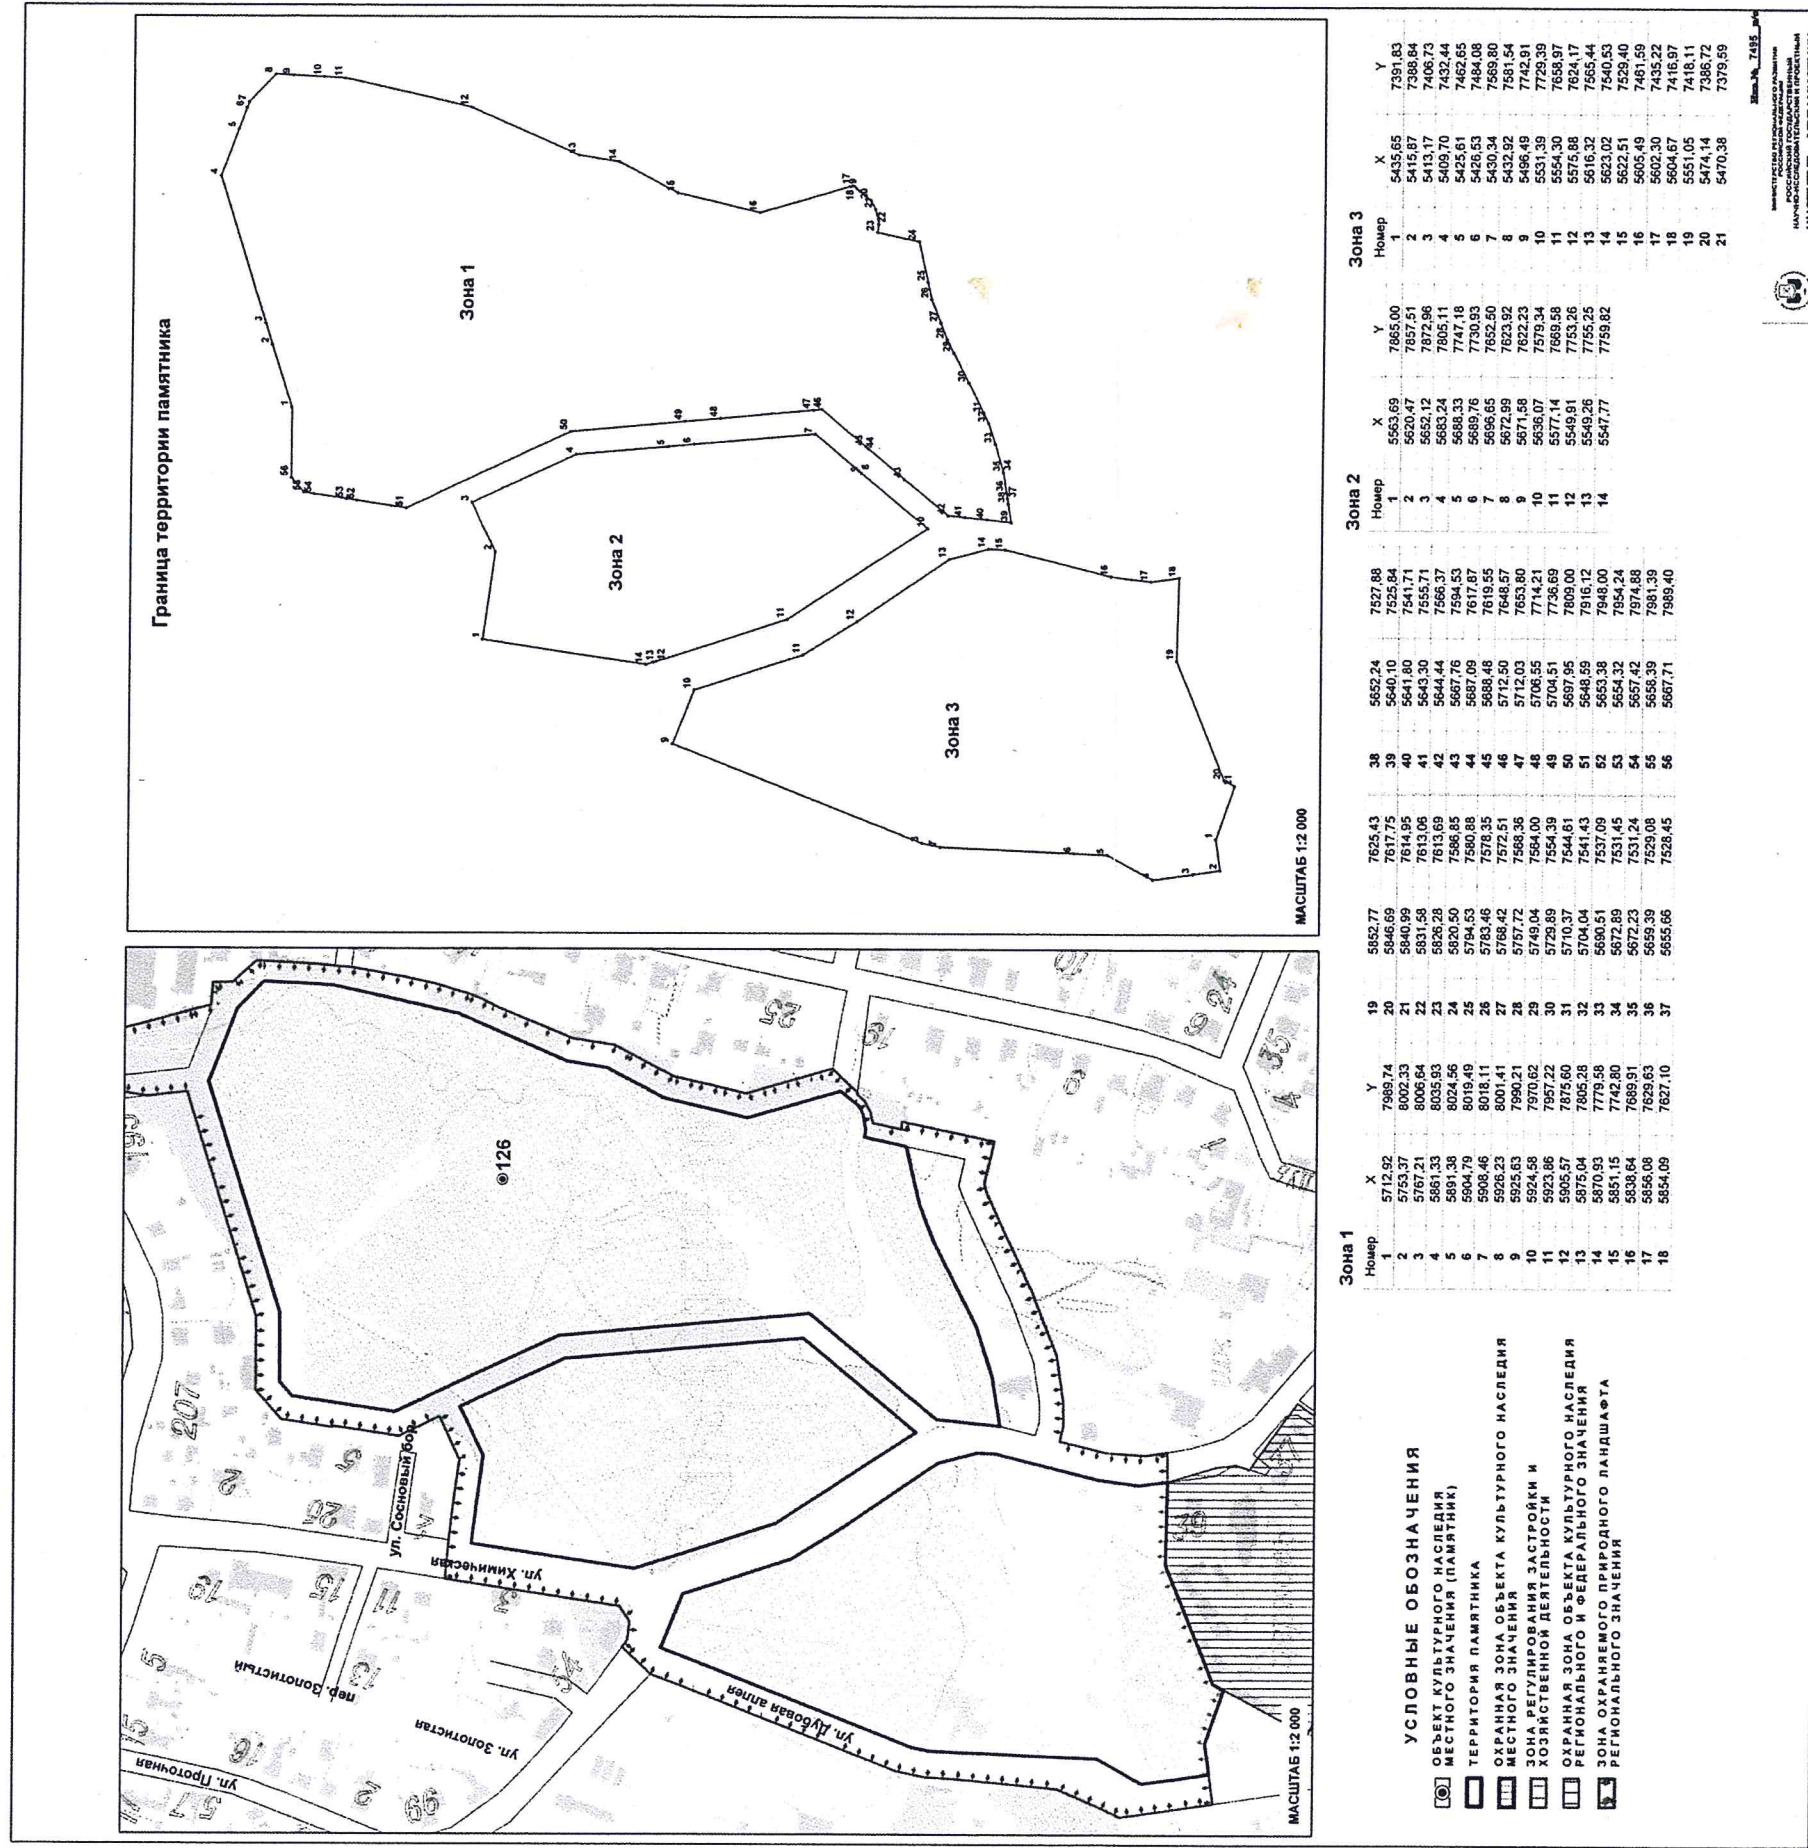 Граница территории памятника
Зона 1
Зона 2
Зона 3
МАСШТАБ 1:2 000
126
ул. Проточная
пер. Золотистый
ул. Золотистая
ул. Химическая
ул. Сосновый бор
ул. Дубовая аллея
207
МАСШТАБ 1:2 000
УСЛОВНЫЕ ОБОЗНАЧЕНИЯ
ОБЪЕКТ КУЛЬТУРНОГО НАСЛЕДИЯ
МЕСТНОГО ЗНАЧЕНИЯ (ПАМЯТНИК)
ТЕРРИТОРИЯ ПАМЯТНИКА
ОХРАННАЯ ЗОНА ОБЪЕКТА КУЛЬТУРНОГО НАСЛЕДИЯ
МЕСТНОГО ЗНАЧЕНИЯ
ЗОНА РЕГУЛИРОВАНИЯ ЗАСТРОЙКИ И
ХОЗЯЙСТВЕННОЙ ДЕЯТЕЛЬНОСТИ
ОХРАННАЯ ЗОНА ОБЪЕКТА КУЛЬТУРНОГО НАСЛЕДИЯ
РЕГИОНАЛЬНОГО И ФЕДЕРАЛЬНОГО ЗНАЧЕНИЯ
ЗОНА ОХРАНЯЕМОГО ПРИРОДНОГО ЛАНДШАФТА
РЕГИОНАЛЬНОГО ЗНАЧЕНИЯ
Зона 1
Номер X Y
1 5712,92 7989,74
2 5753,37 8002,33
3 5767,21 8006,64
4 5861,33 8035,93
5 5891,38 8024,56
6 5904,79 8019,49
7 5908,46 8018,11
8 5926,23 8001,41
9 5925,63 7990,21
10 5924,58 7970,62
11 5923,86 7957,22
12 5905,57 7875,60
13 5875,04 7805,28
14 5870,93 7779,58
15 5851,15 7742,80
16 5838,64 7689,91
17 5856,08 7629,63
18 5854,09 7627,10
19 5852,77 7625,43
20 5846,69 7617,75
21 5840,99 7614,95
22 5831,58 7613,06
23 5826,28 7613,69
24 5820,50 7586,85
25 5794,53 7580,88
26 5783,46 7578,35
27 5768,42 7572,51
28 5757,72 7568,36
29 5749,04 7564,00
30 5729,89 7554,39
31 5710,37 7544,61
32 5704,04 7541,43
33 5690,51 7537,09
34 5672,89 7531,45
35 5672,23 7531,24
36 5659,39 7529,08
37 5655,66 7528,45
38 5652,24 7527,88
39 5640,10 7525,84
40 5641,80 7541,71
41 5643,30 7555,71
42 5644,44 7566,37
43 5667,76 7594,53
44 5687,09 7617,87
45 5688,48 7619,55
46 5712,50 7648,57
47 5712,03 7653,80
48 5706,55 7714,21
49 5704,51 7736,69
50 5697,95 7809,00
51 5648,59 7916,12
52 5653,38 7948,00
53 5654,32 7954,24
54 5657,42 7974,88
55 5658,39 7981,39
56 5667,71 7989,40
Зона 2
Номер X Y
1 5563,69 7865,00
2 5620,47 7857,51
3 5652,12 7872,96
4 5683,24 7805,11
5 5688,33 7747,18
6 5689,76 7730,93
7 5696,65 7652,50
8 5672,99 7623,92
9 5671,58 7622,23
10 5636,07 7579,34
11 5577,14 7669,58
12 5549,91 7753,26
13 5549,26 7755,25
14 5547,77 7759,82
Зона 3
Номер X Y
1 5435,65 7391,83
2 5415,87 7388,84
3 5413,17 7406,73
4 5409,70 7432,44
5 5425,61 7462,65
6 5426,53 7484,08
7 5430,34 7569,80
8 5432,92 7581,54
9 5496,49 7742,91
10 5531,39 7729,39
11 5554,30 7658,97
12 5575,88 7624,17
13 5616,32 7565,44
14 5623,02 7540,53
15 5622,51 7529,40
16 5605,49 7461,59
17 5602,30 7435,22
18 5604,67 7416,97
19 5551,05 7418,11
20 5474,14 7386,72
21 5470,38 7379,59
Инв.№ 7495 п/о
МИНИСТЕРСТВО РЕГИОНАЛЬНОГО РАЗВИТИЯ
РОССИЙСКОЙ ФЕДЕРАЦИИ
РОССИЙСКИЙ ГОСУДАРСТВЕННЫЙ
НАУЧНО-ИССЛЕДОВАТЕЛЬСКИЙ И ПРОЕКТНЫЙ